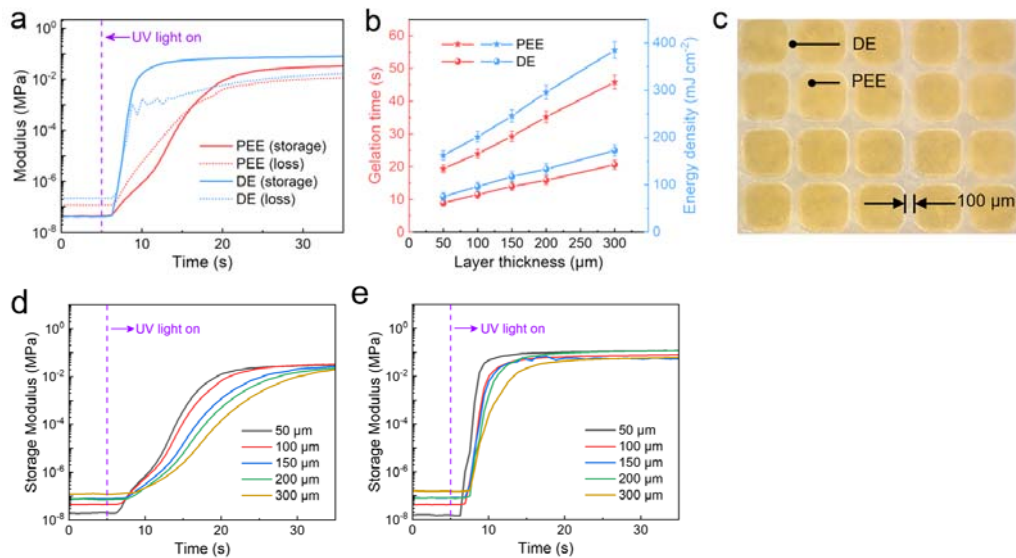 a
UV light on
Modulus (MPa)
10^0
10^-2
10^-4
10^-6
10^-8
PEE (storage)
PEE (loss)
DE (storage)
DE (loss)
0 10 20 30
Time (s)
b
Gelation time (s)
60
50
40
30
20
10
0
PEE
DE
400
300
200
100
0
Energy density (mJ cm^-2)
0 50 100 150 200 250 300
Layer thickness (µm)
c
DE
PEE
100 µm
d
UV light on
Storage Modulus (MPa)
10^0
10^-2
10^-4
10^-6
10^-8
50 µm
100 µm
150 µm
200 µm
300 µm
0 10 20 30
Time (s)
e
UV light on
Storage Modulus (MPa)
10^0
10^-2
10^-4
10^-6
10^-8
50 µm
100 µm
150 µm
200 µm
300 µm
0 10 20 30
Time (s)